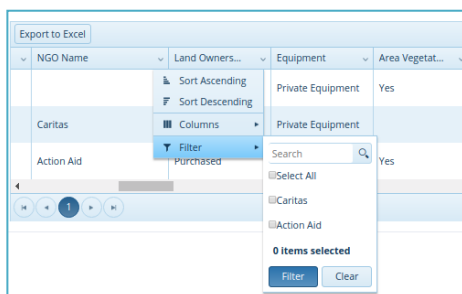 Export to Excel
NGO Name Land Owners... Equipment Area Vegetat...
Sort Ascending
Private Equipment Yes
Sort Descending
Caritas Columns Private Equipment
Filter
Action Aid Purchased Yes
Search
Select All
Caritas
Action Aid
0 items selected
Filter Clear
1